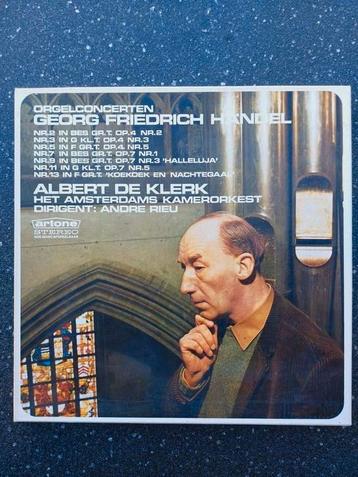 ORGELCONCERTEN
GEORG FRIEDRICH HÄNDEL
NR.2 IN BES GR.T. OP.4 NR.2
NR.3 IN G KL.T. OP.4 NR.3
NR.5 IN F GR.T. OP.4 NR.5
NR.7 IN BES GR.T. OP.7 NR.1
NR.9 IN BES GR.T. OP.7 NR.3 'HALLELUJA'
NR.11 IN G KL.T. OP.7 NR.5
NR.13 IN F GR.T. 'KOEKOEK EN NACHTEGAAL'
ALBERT DE KLERK
HET AMSTERDAMS KAMERORKEST
DIRIGENT: ANDRE RIEU
artone
STEREO